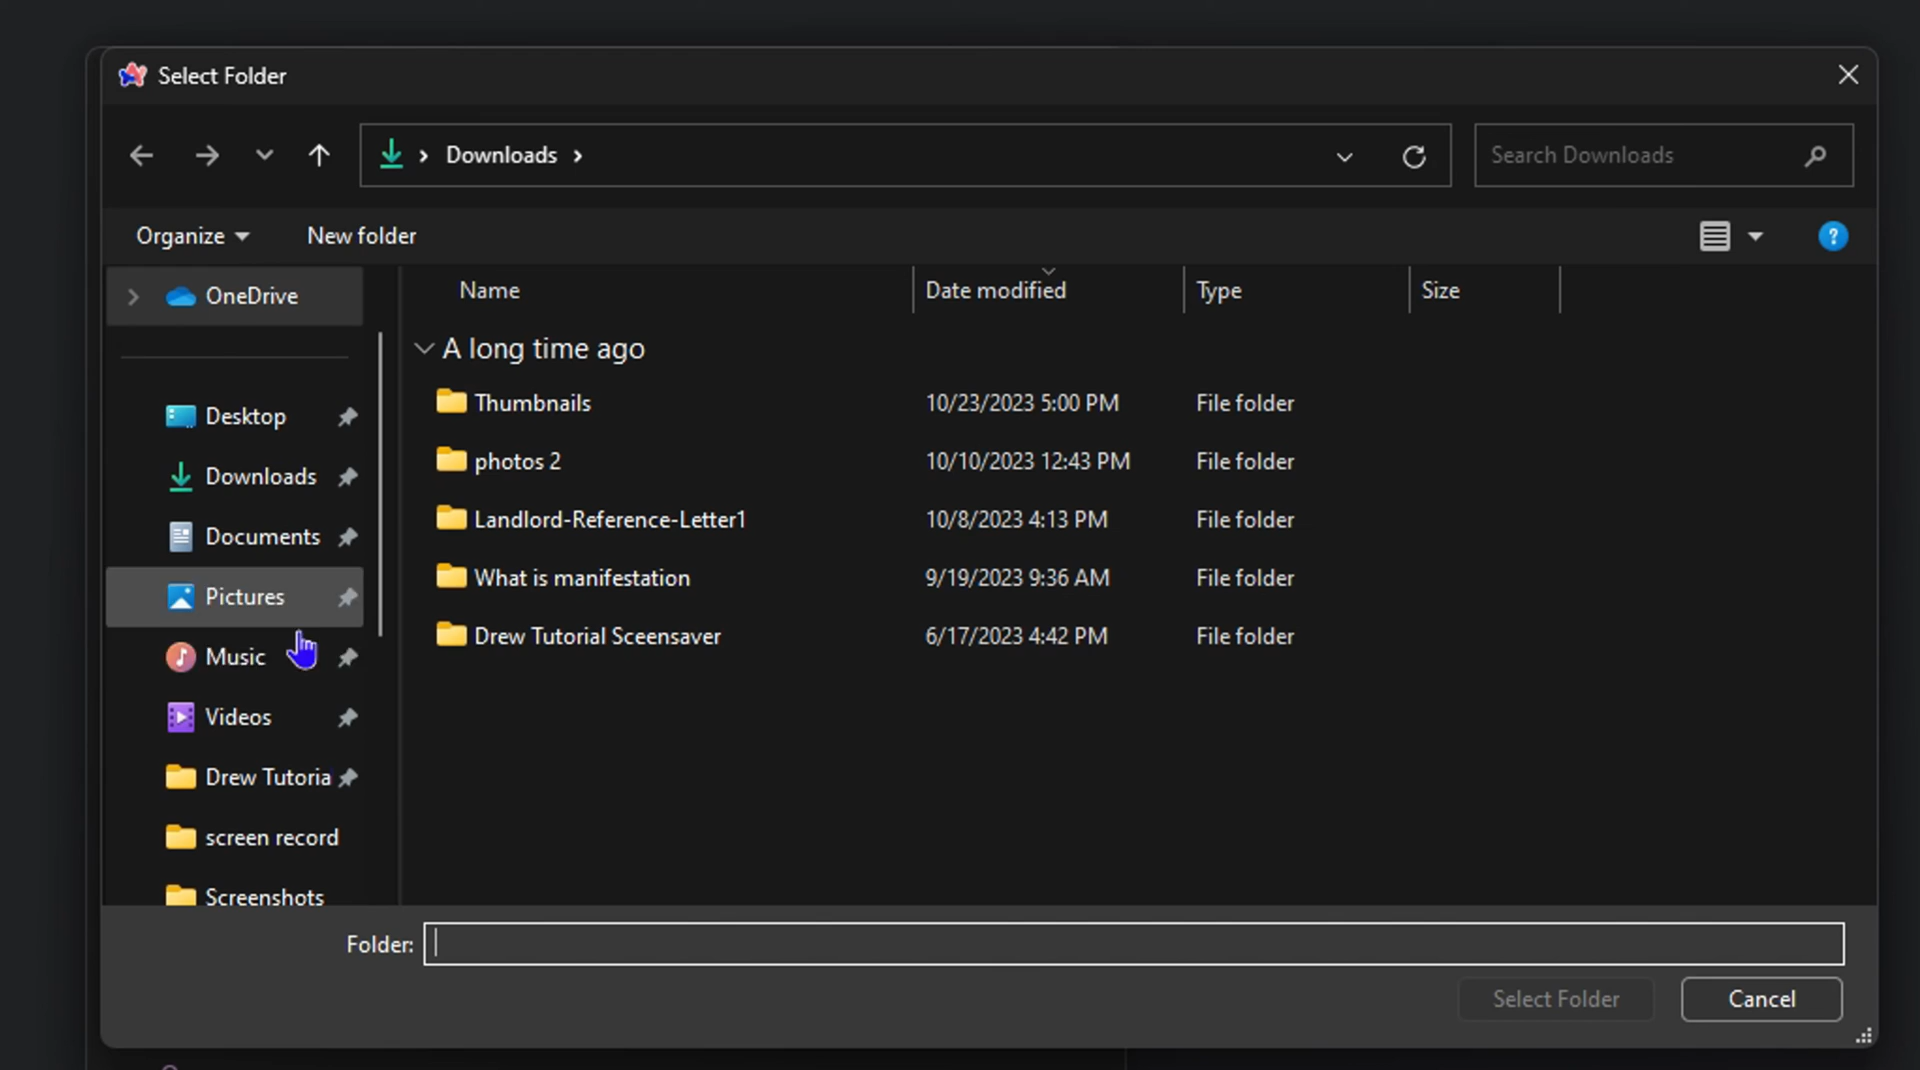 Select Folder
Downloads
Search Downloads
Organize
New folder
?
OneDrive
Desktop
Downloads
Documents
Pictures
Music
Videos
Drew Tutoria
screen record
Screenshots
Name Date modified Type Size
A long time ago
Thumbnails 10/23/2023 5:00 PM File folder
photos 2 10/10/2023 12:43 PM File folder
Landlord-Reference-Letter1 10/8/2023 4:13 PM File folder
What is manifestation 9/19/2023 9:36 AM File folder
Drew Tutorial Sceensaver 6/17/2023 4:42 PM File folder
Folder:
Select Folder
Cancel